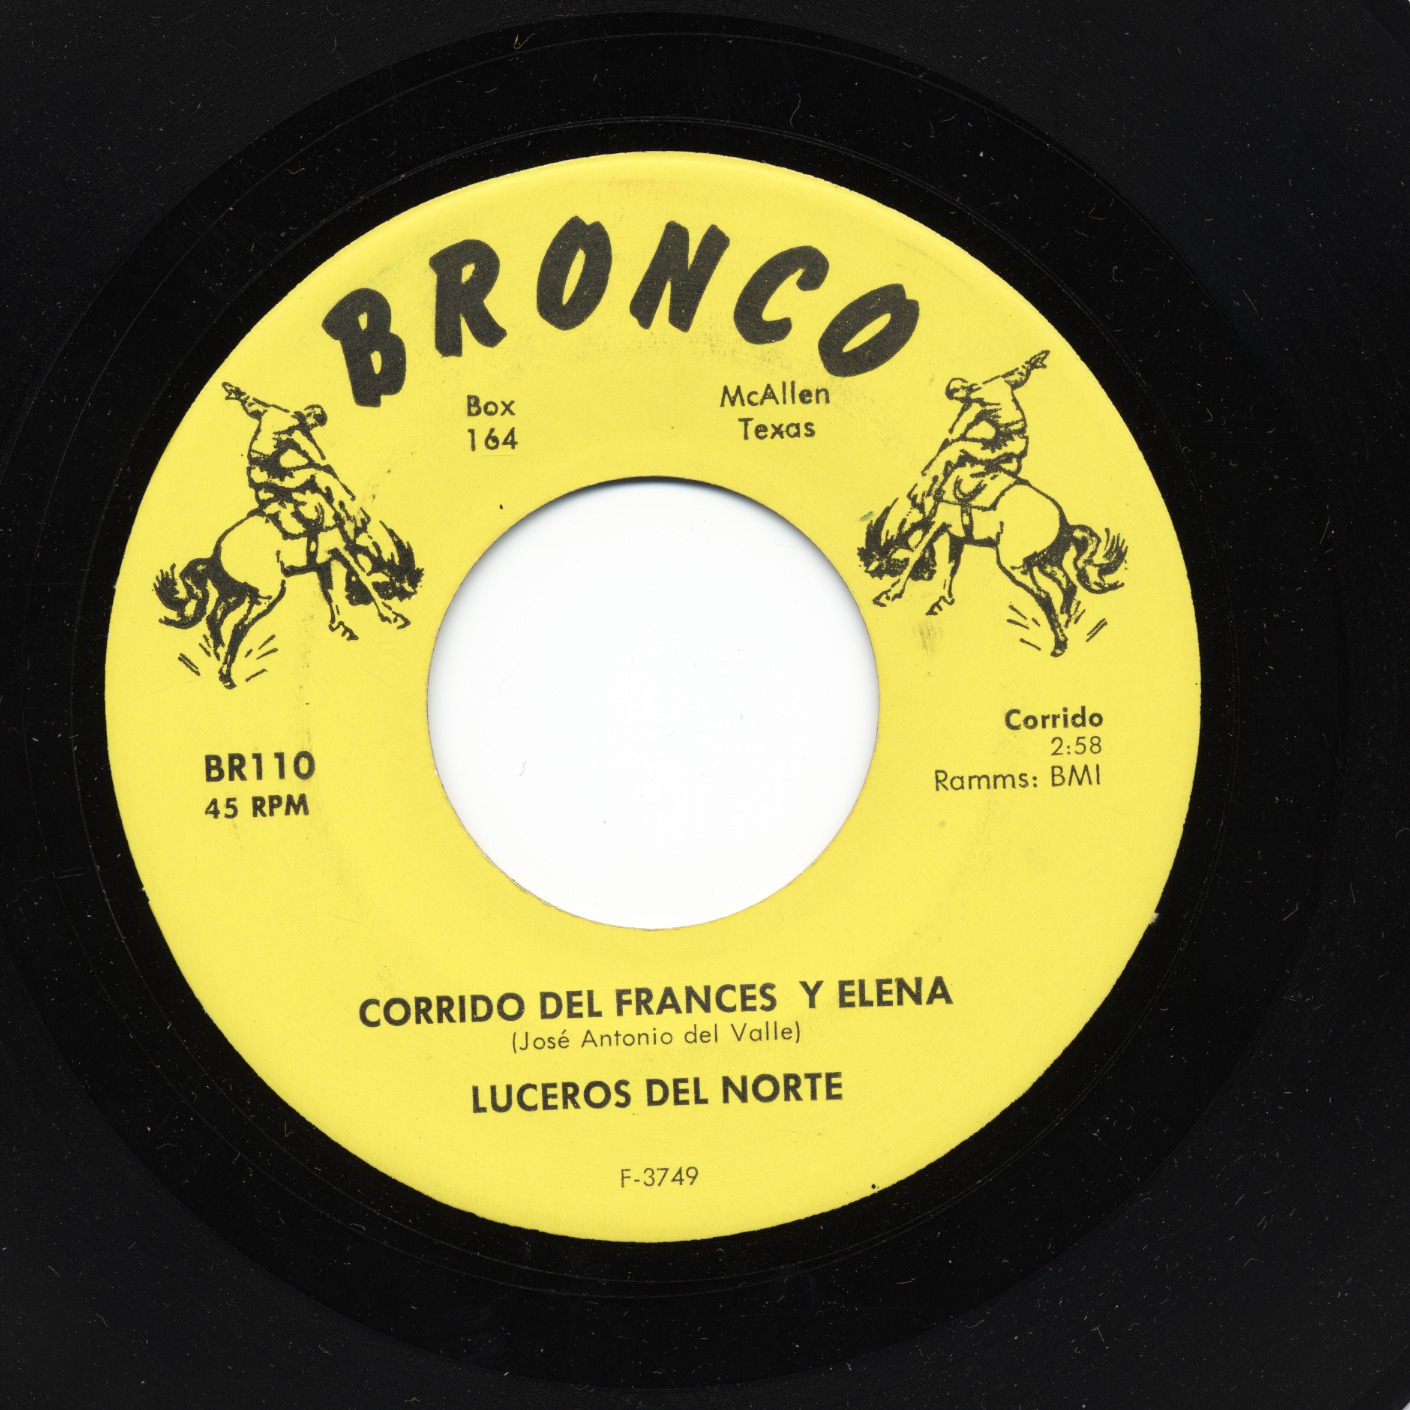 BRONCO
Box
164
McAllen
Texas
BR110
45 RPM
Corrido
2:58
Ramms: BMI
CORRIDO DEL FRANCES Y ELENA
(José Antonio del Valle)
LUCEROS DEL NORTE
F-3749